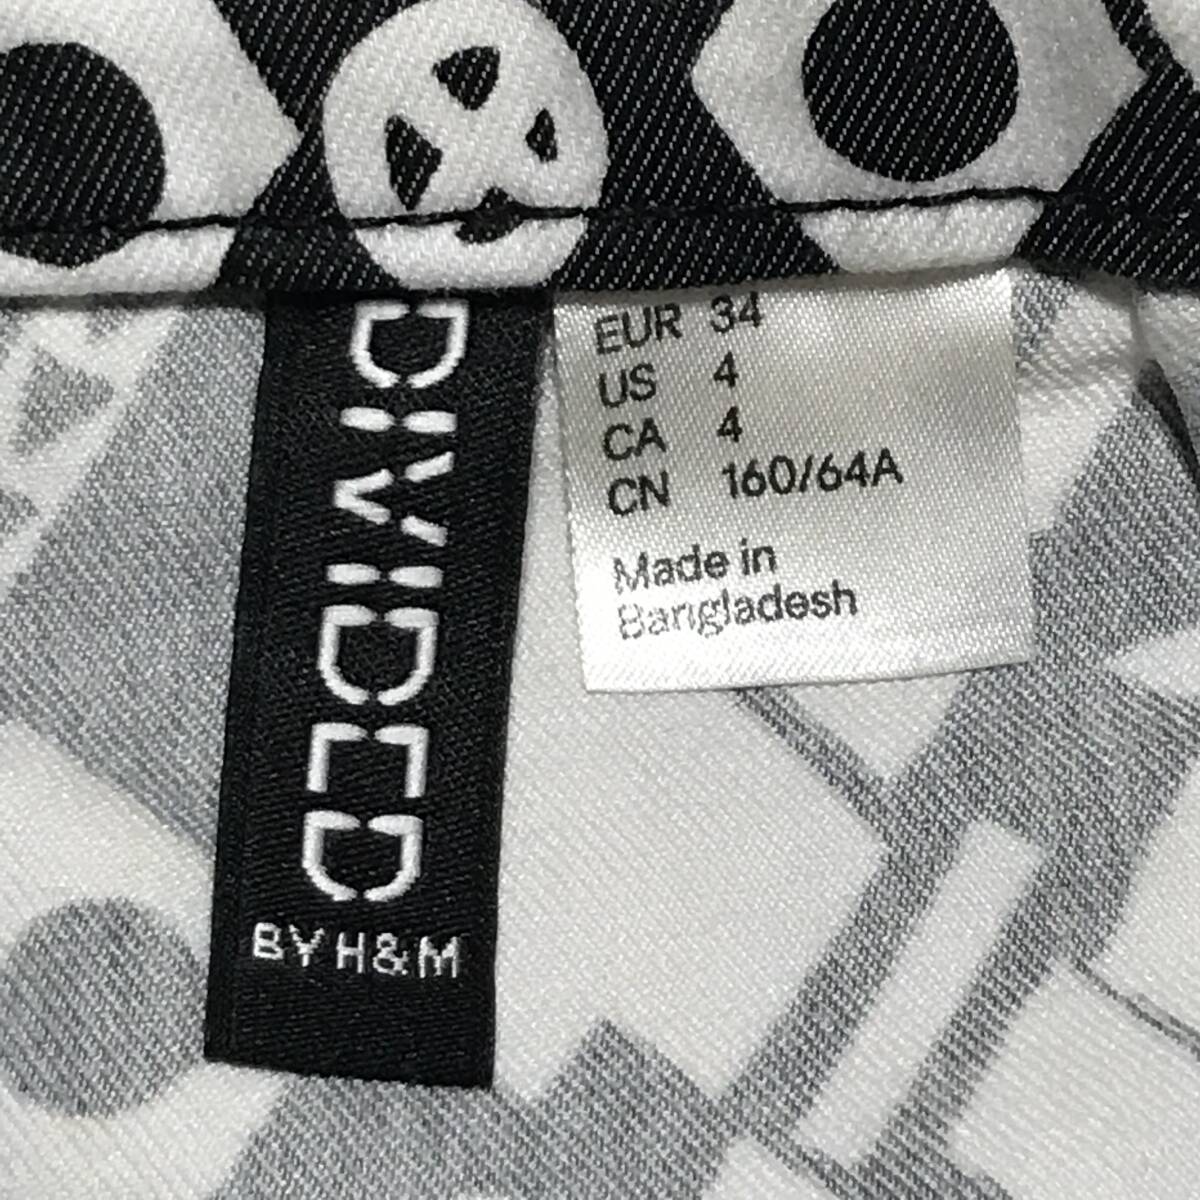 DIVIDED
BY H&M
EUR 34
US 4
CA 4
CN 160/64A
Made in
Bangladesh